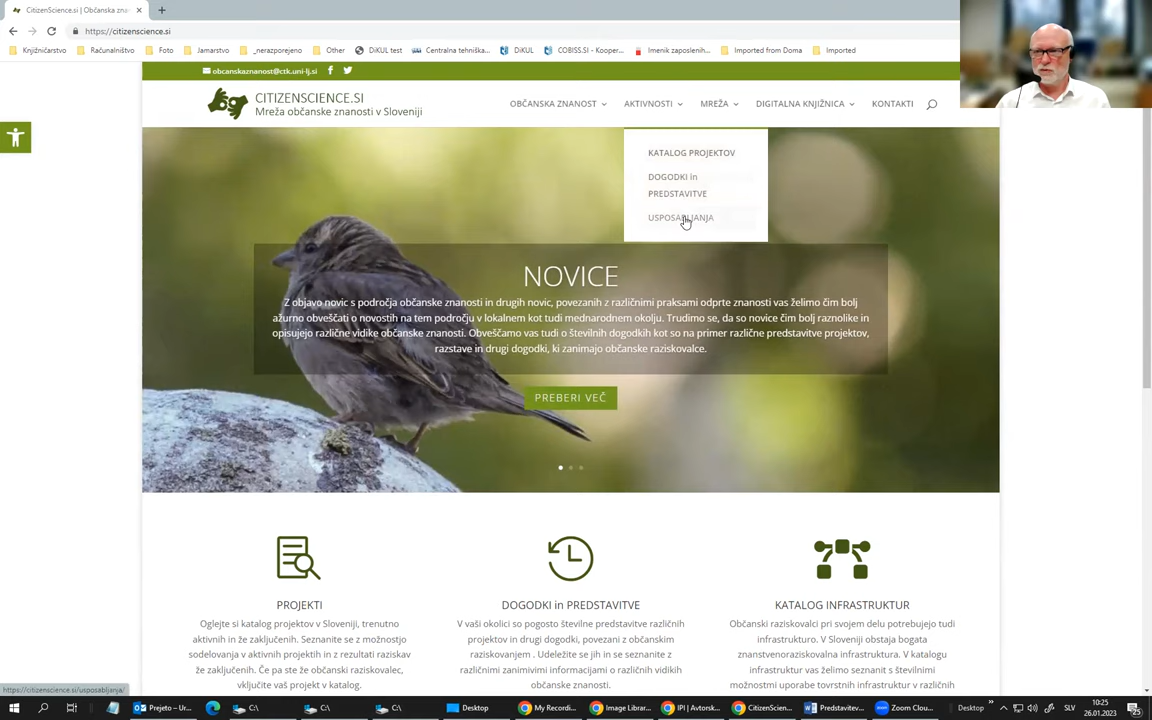 CitizenScience.si | Občanska zna
https://citizenscience.si
Knjižničarstvo
Računalništvo
Foto
Jamarstvo
_nerazporejeno
Other
DiKUL test
Centralna tehniška...
DiKUL
COBISS.SI - Kooper...
Imenik zaposlenih...
Imported from Doma
Imported
obcanskaznanost@ctk.uni-lj.si
CITIZENSCIENCE.SI
Mreža občanske znanosti v Sloveniji
OBČANSKA ZNANOST
AKTIVNOSTI
MREŽA
DIGITALNA KNJIŽNICA
KONTAKTI
KATALOG PROJEKTOV
DOGODKI in
PREDSTAVITVE
USPOSABLJANJA
NOVICE
Z objavo novic s področja občanske znanosti in drugih novic, povezanih z različnimi praksami odprte znanosti vas želimo čim bolj
ažurno obveščati o novostih na tem področju v lokalnem kot tudi mednarodnem okolju. Trudimo se, da so novice čim bolj raznolike in
opisujejo različne vidike občanske znanosti. Obveščamo vas tudi o številnih dogodkih kot so na primer različne predstavitve projektov,
razstave in drugi dogodki, ki zanimajo občanske raziskovalce.
PREBERI VEČ
PROJEKTI
Oglejte si katalog projektov v Sloveniji, trenutno
aktivnih in že zaključenih. Seznanite se z možnostjo
sodelovanja v aktivnih projektih in z rezultati raziskav
že zaključenih. Če pa ste že občanski raziskovalec,
vključite vaš projekt v katalog.
DOGODKI in PREDSTAVITVE
V vaši okolici so pogosto številne predstavitve različnih
projektov in drugi dogodki, povezani z občanskim
raziskovanjem . Udeležite se jih in se seznanite z
različnimi zanimivimi informacijami o različnih vidikih
občanske znanosti.
KATALOG INFRASTRUKTUR
Občanski raziskovalci pri svojem delu potrebujejo tudi
infrastrukturo. V Sloveniji obstaja bogata
znanstvenoraziskovalna infrastruktura. V katalogu
infrastruktur vas želimo seznanit s številnimi
možnostmi uporabe tovrstnih infrastruktur v različnih
https://citizenscience.si/usposabljanja/
Prejeto – Ur...
C:\
C:\
C:\
Desktop
My Recordi...
Image Librar...
IPI | Avtorsk...
CitizenScien...
Predstavitev...
Zoom Clou...
Desktop
SLV
10:25
26.01.2023
25